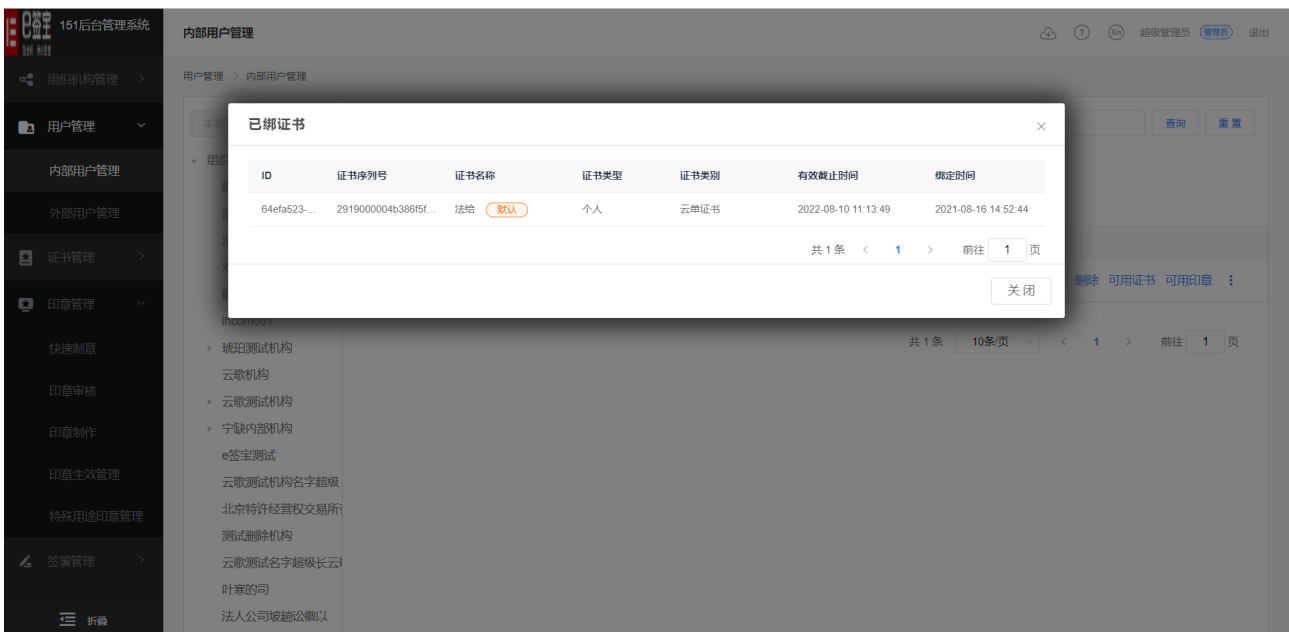 151后台管理系统
内部用户管理
En 超级管理员 管理员 退出
用户管理 > 内部用户管理
组织机构管理
用户管理
内部用户管理
外部用户管理
证书管理
印章管理
快速制章
印章审核
印章制作
印章生效管理
特殊用途印章管理
签署管理
折叠
查询 重置
已绑证书 ×
ID 证书序列号 证书名称 证书类型 证书类别 有效截止时间 绑定时间
64efa523-... 2919000004b386f5f... 法给 默认 个人 云单证书 2022-08-10 11:13:49 2021-08-16 14:52:44
共 1 条 < 1 > 前往 1 页
关闭
删除 可用证书 可用印章
琥珀测试机构
云歌机构
云歌测试机构
宁缺内部机构
e签宝测试
云歌测试机构名字超级
北京特许经营权交易所
测试删除机构
云歌测试名字超级长云
叶塞的司
共 1 条 10条/页 < 1 > 前往 1 页